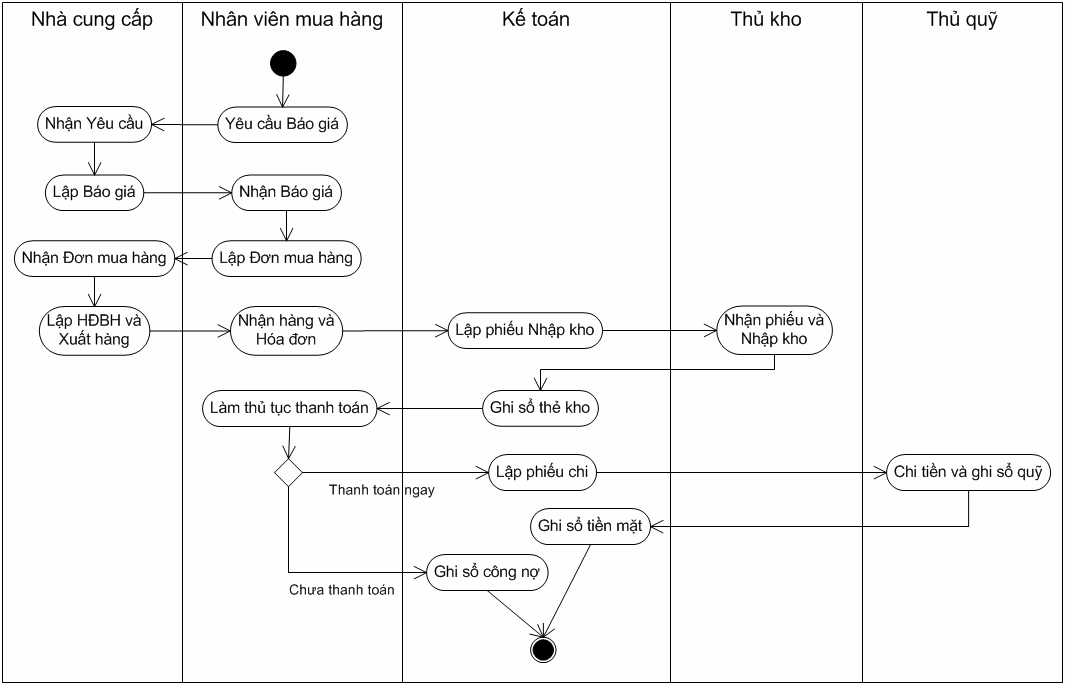 Nhà cung cấp
Nhân viên mua hàng
Kế toán
Thủ kho
Thủ quỹ
Nhận Yêu cầu
Yêu cầu Báo giá
Lập Báo giá
Nhận Báo giá
Nhận Đơn mua hàng
Lập Đơn mua hàng
Lập HĐBH và
Xuất hàng
Nhận hàng và
Hóa đơn
Lập phiếu Nhập kho
Nhận phiếu và
Nhập kho
Làm thủ tục thanh toán
Ghi sổ thẻ kho
Thanh toán ngay
Lập phiếu chi
Chi tiền và ghi sổ quỹ
Ghi sổ tiền mặt
Chưa thanh toán
Ghi sổ công nợ